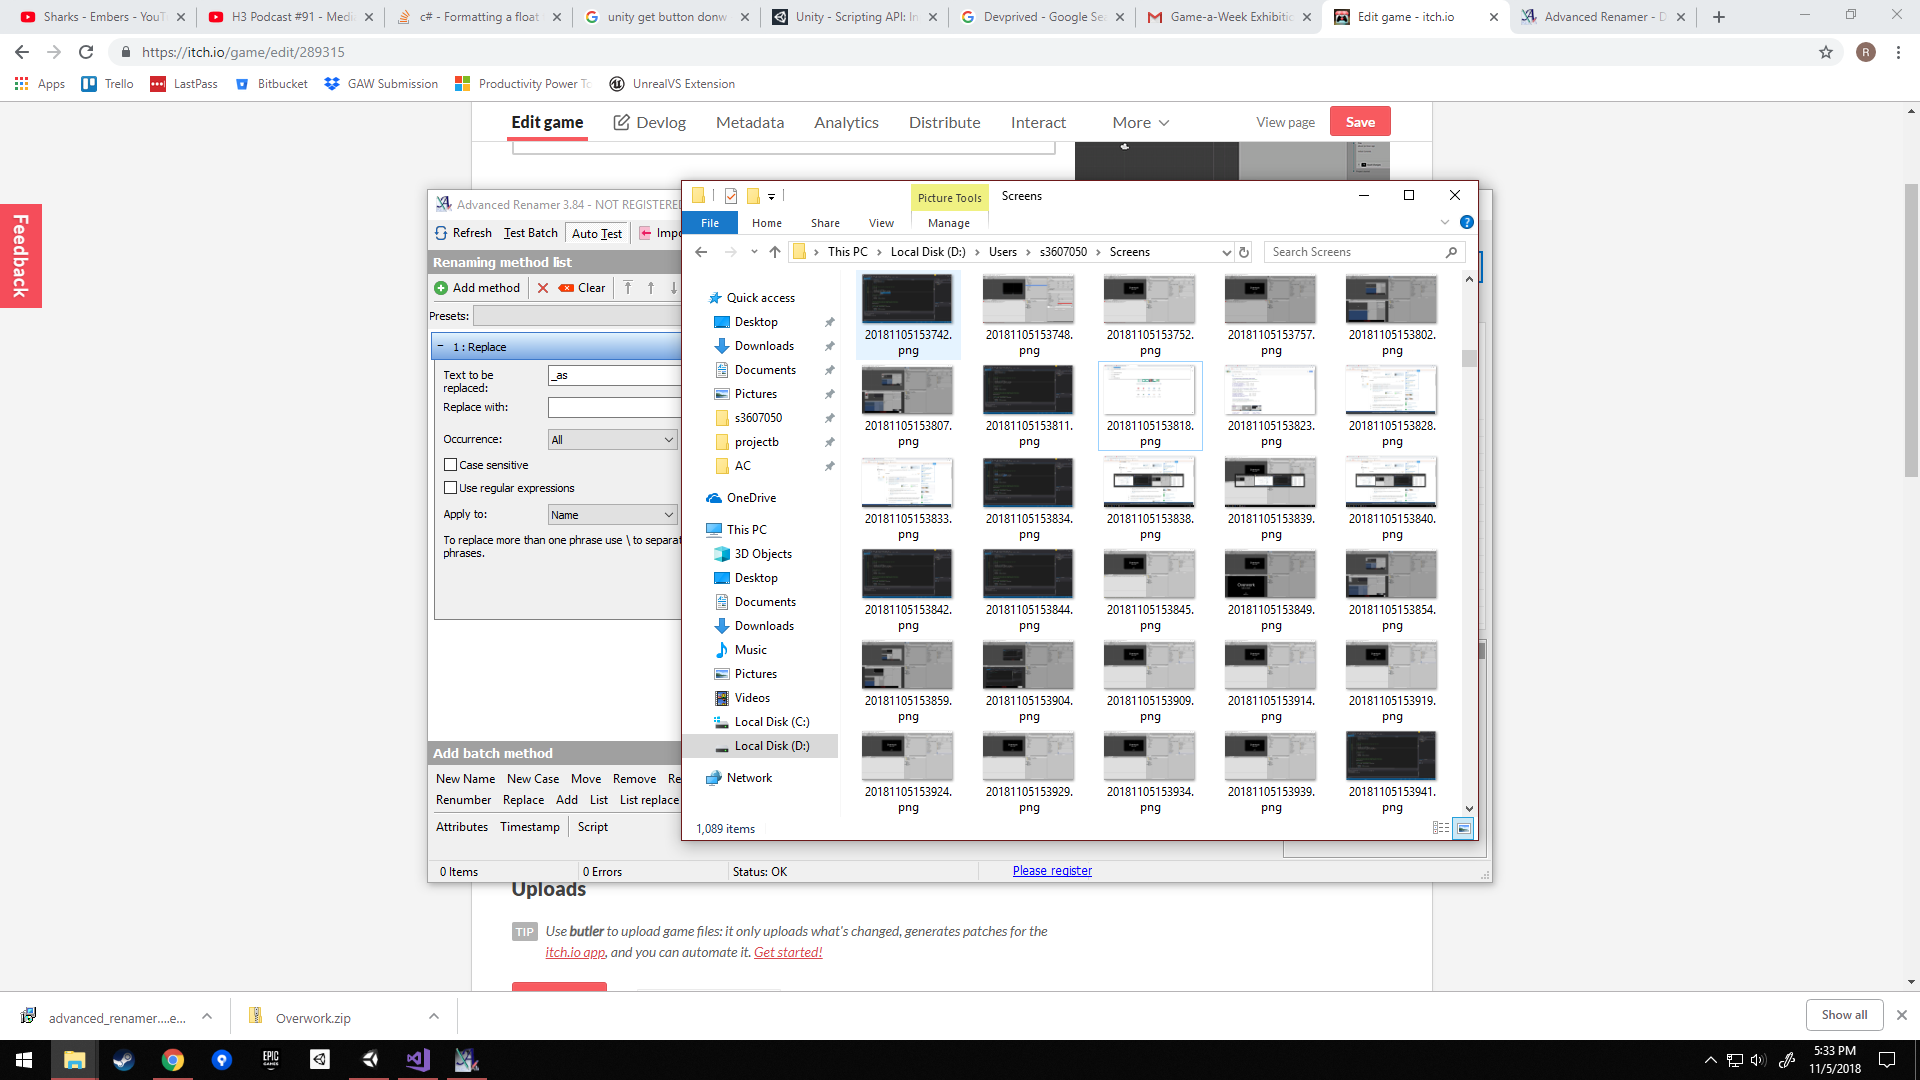 Sharks - Embers - YouT
H3 Podcast #91 - Medi
c# - Formatting a float
unity get button donw
Unity - Scripting API: In
Devprived - Google Sea
Game-a-Week Exhibitio
Edit game - itch.io
Advanced Renamer - D
https://itch.io/game/edit/289315
R
Apps
Trello
LastPass
Bitbucket
GAW Submission
Productivity Power To
UnrealVS Extension
Edit game
Devlog
Metadata
Analytics
Distribute
Interact
More
View page
Save
Feedback
Advanced Renamer 3.84 - NOT REGISTERED
Refresh
Test Batch
Auto Test
Impo
Renaming method list
Add method
Clear
Presets:
1 : Replace
Text to be
replaced:
_as
Replace with:
Occurrence:
All
Case sensitive
Use regular expressions
Apply to:
Name
To replace more than one phrase use \ to separat
phrases.
Add batch method
New Name New Case Move Remove Re
Renumber Replace Add List List replace
Attributes Timestamp Script
0 Items
0 Errors
Status: OK
Please register
Picture Tools
Screens
File
Home
Share
View
Manage
This PC
Local Disk (D:)
Users
s3607050
Screens
Search Screens
Quick access
Desktop
Downloads
Documents
Pictures
s3607050
projectb
AC
OneDrive
This PC
3D Objects
Desktop
Documents
Downloads
Music
Pictures
Videos
Local Disk (C:)
Local Disk (D:)
Network
20181105153742.png
20181105153748.png
20181105153752.png
20181105153757.png
20181105153802.png
20181105153807.png
20181105153811.png
20181105153818.png
20181105153823.png
20181105153828.png
20181105153833.png
20181105153834.png
20181105153838.png
20181105153839.png
20181105153840.png
20181105153842.png
20181105153844.png
20181105153845.png
20181105153849.png
20181105153854.png
20181105153859.png
20181105153904.png
20181105153909.png
20181105153914.png
20181105153919.png
20181105153924.png
20181105153929.png
20181105153934.png
20181105153939.png
20181105153941.png
1,089 items
Uploads
TIP
Use butler to upload game files: it only uploads what's changed, generates patches for the
itch.io app, and you can automate it. Get started!
advanced_renamer....e...
Overwork.zip
Show all
EPIC
GAMES
5:33 PM
11/5/2018